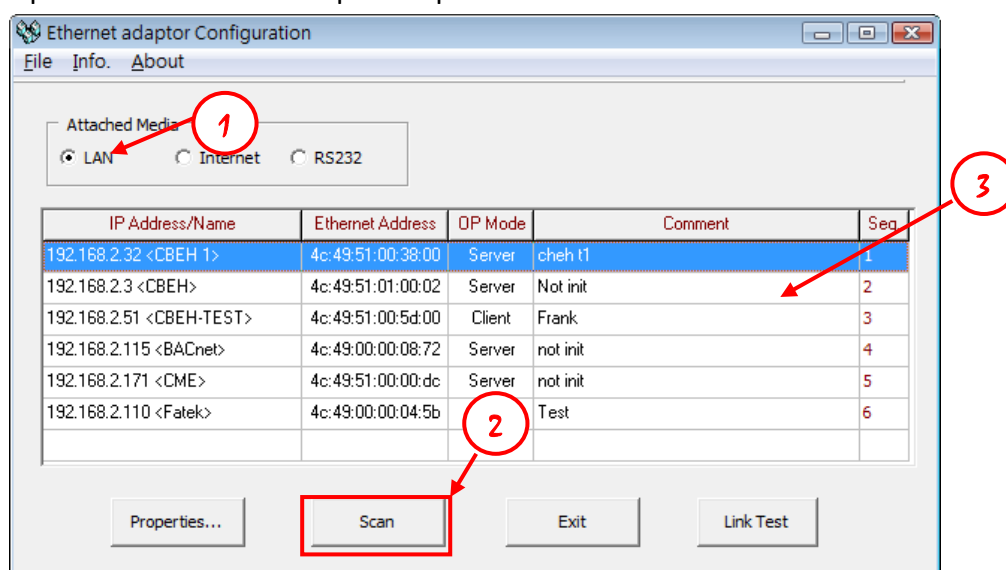 Ethernet adaptor Configuration
File Info. About
Attached Media
1
LAN Internet RS232
3
IP Address/Name Ethernet Address OP Mode Comment Seq.
192.168.2.32 <CBEH 1> 4c:49:51:00:38:00 Server cheh t1 1
192.168.2.3 <CBEH> 4c:49:51:01:00:02 Server Not init 2
192.168.2.51 <CBEH-TEST> 4c:49:51:00:5d:00 Client Frank 3
192.168.2.115 <BACnet> 4c:49:00:00:08:72 Server not init 4
192.168.2.171 <CME> 4c:49:51:00:00:dc Server not init 5
192.168.2.110 <Fatek> 4c:49:00:00:04:5b Test 6
2
Properties... Scan Exit Link Test